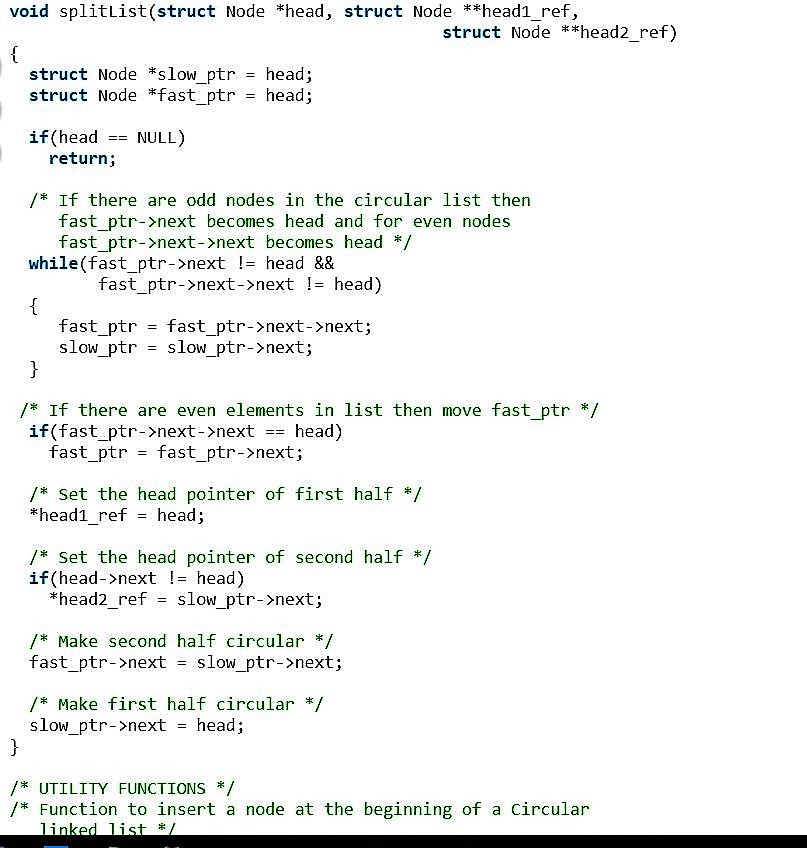 void splitList(struct Node *head, struct Node **head1_ref,
                                            struct Node **head2_ref)
{
  struct Node *slow_ptr = head;
  struct Node *fast_ptr = head;
  if(head == NULL)
    return;
  /* If there are odd nodes in the circular list then
     fast_ptr->next becomes head and for even nodes
     fast_ptr->next->next becomes head */
  while(fast_ptr->next != head &&
         fast_ptr->next->next != head)
  {
     fast_ptr = fast_ptr->next->next;
     slow_ptr = slow_ptr->next;
  }
 /* If there are even elements in list then move fast_ptr */
  if(fast_ptr->next->next == head)
    fast_ptr = fast_ptr->next;
  /* Set the head pointer of first half */
  *head1_ref = head;
  /* Set the head pointer of second half */
  if(head->next != head)
    *head2_ref = slow_ptr->next;
  /* Make second half circular */
  fast_ptr->next = slow_ptr->next;
  /* Make first half circular */
  slow_ptr->next = head;
}
/* UTILITY FUNCTIONS */
/* Function to insert a node at the beginning of a Circular
   linked list */